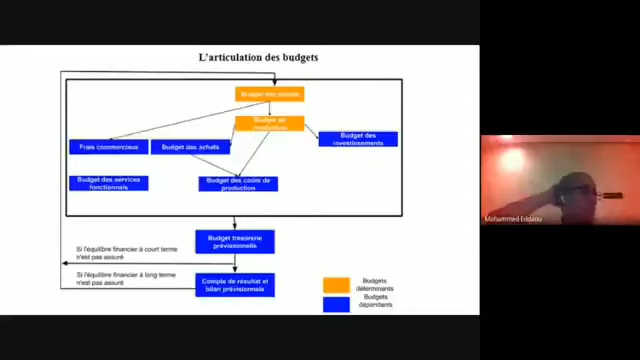 L'articulation des budgets
Budget des ventes
Budget de
production
Frais commerciaux
Budget des achats
Budget des
investissements
Budget des services
fonctionnels
Budget des coûts de
production
Budget trésorerie
prévisionnelle
Si l'équilibre financier à court terme
n'est pas assuré
Si l'équilibre financier à long terme
n'est pas assuré
Compte de résultat et
bilan prévisionnels
Budgets
déterminants
Budgets
dépendants
Mohammed Eddaou